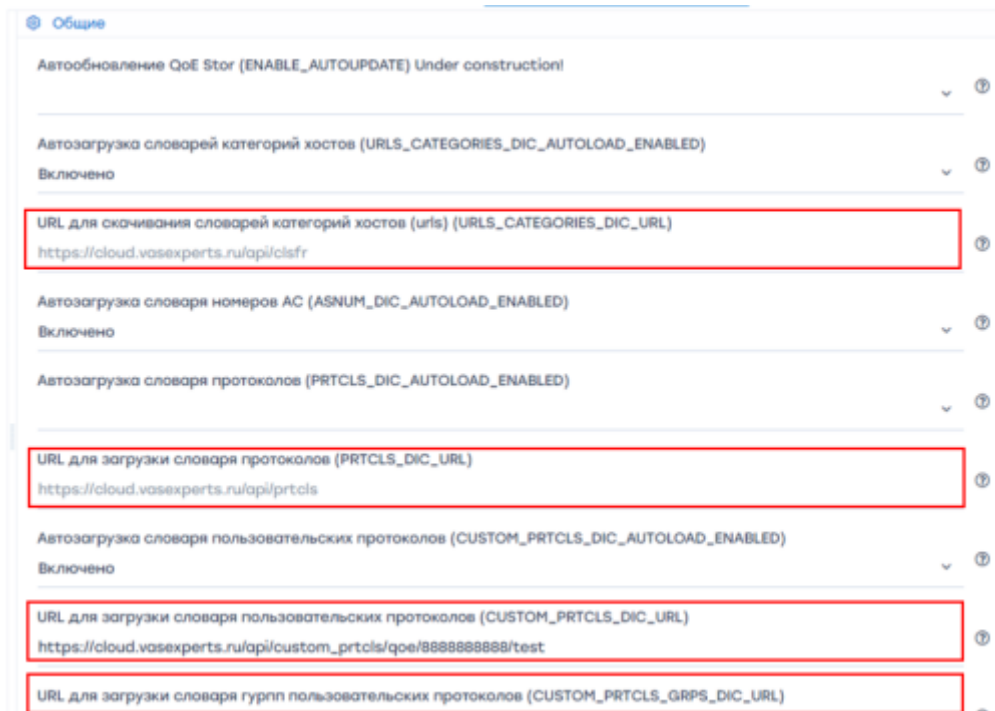 Общие
Автообновление QoE Stor (ENABLE_AUTOUPDATE) Under construction!
Автозагрузка словарей категорий хостов (URLS_CATEGORIES_DIC_AUTOLOAD_ENABLED)
Включено
URL для скачивания словарей категорий хостов (urls) (URLS_CATEGORIES_DIC_URL)
https://cloud.vasexperts.ru/api/clsfr
Автозагрузка словаря номеров АС (ASNUM_DIC_AUTOLOAD_ENABLED)
Включено
Автозагрузка словаря протоколов (PRTCLS_DIC_AUTOLOAD_ENABLED)
URL для загрузки словаря протоколов (PRTCLS_DIC_URL)
https://cloud.vasexperts.ru/api/prtcls
Автозагрузка словаря пользовательских протоколов (CUSTOM_PRTCLS_DIC_AUTOLOAD_ENABLED)
Включено
URL для загрузки словаря пользовательских протоколов (CUSTOM_PRTCLS_DIC_URL)
https://cloud.vasexperts.ru/api/custom_prtcls/qoe/8888888888/test
URL для загрузки словаря гурпп пользовательских протоколов (CUSTOM_PRTCLS_GRPS_DIC_URL)